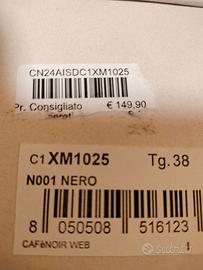 CN24AISDC1XM1025
Pr. Consigliato € 149,90
C1 XM1025 Tg. 38
N001 NERO
8 050508 516123
CAFèNOIR WEB